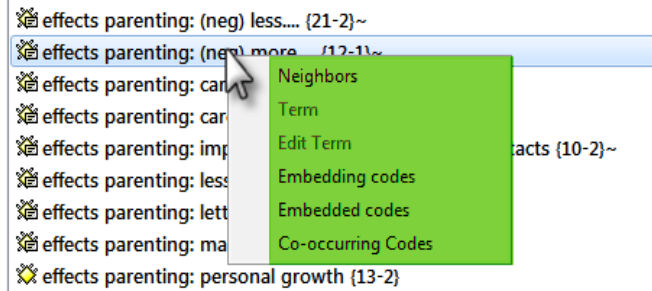 effects parenting: (neg) less.... {21-2}~
effects parenting: (neg) more.... {12-1}~
Neighbors
effects parenting: car
Term
effects parenting: car
Edit Term
effects parenting: imp
tacts {10-2}~
effects parenting: less
Embedding codes
effects parenting: lett
Embedded codes
effects parenting: ma
Co-occurring Codes
effects parenting: personal growth {13-2}